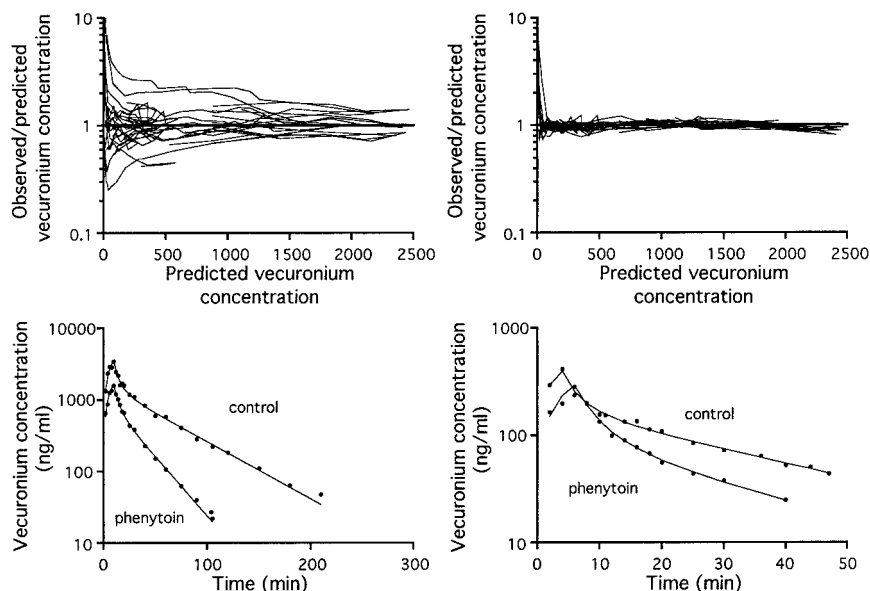 Observed/predicted
vecuronium concentration
10
1
0.1
0
500
1000
1500
2000
2500
Predicted vecuronium
concentration
Observed/predicted
vecuronium concentration
10
1
0.1
0
500
1000
1500
2000
2500
Predicted vecuronium
concentration
Vecuronium concentration
(ng/ml)
10000
1000
100
10
control
phenytoin
0
100
200
300
Time (min)
Vecuronium concentration
(ng/ml)
1000
100
10
control
phenytoin
0
10
20
30
40
50
Time (min)